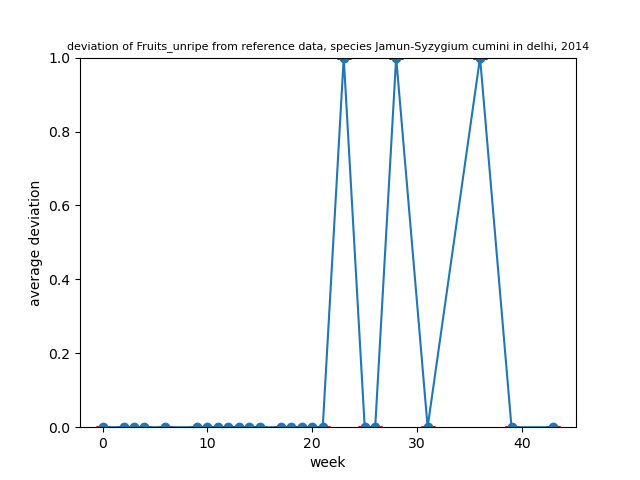 deviation of Fruits_unripe from reference data, species Jamun-Syzygium cumini in delhi, 2014
1.0
0.8
0.6
0.4
0.2
0.0
average deviation
0 10 20 30 40
week